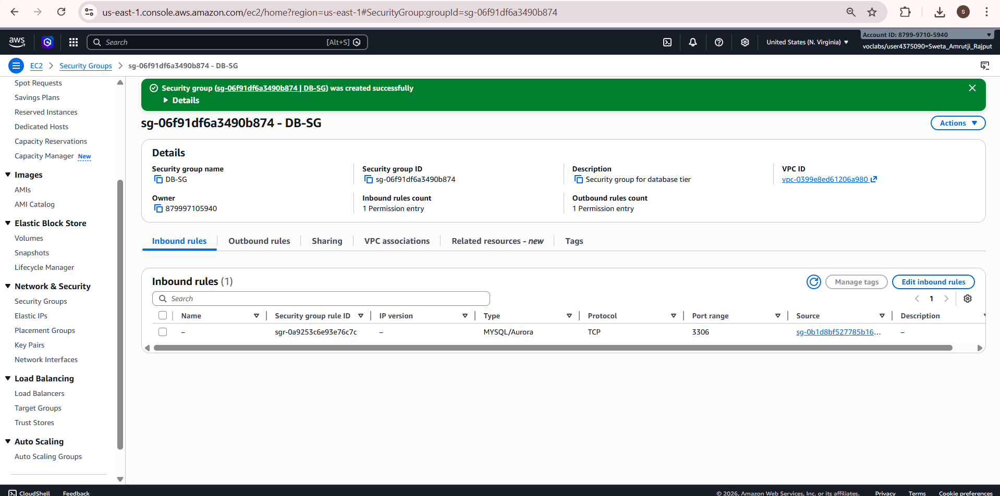 us-east-1.console.aws.amazon.com/ec2/home?region=us-east-1#SecurityGroup:groupId=sg-06f91df6a3490b874
S
aws
Search [Alt+S]
United States (N. Virginia)
Account ID: 8799-9710-5940
voclabs/user4375090=Sweta_Amrutji_Rajput
EC2 > Security Groups > sg-06f91df6a3490b874 - DB-SG
Spot Requests
Savings Plans
Reserved Instances
Dedicated Hosts
Capacity Reservations
Capacity Manager New
Images
AMIs
AMI Catalog
Elastic Block Store
Volumes
Snapshots
Lifecycle Manager
Network & Security
Security Groups
Elastic IPs
Placement Groups
Key Pairs
Network Interfaces
Load Balancing
Load Balancers
Target Groups
Trust Stores
Auto Scaling
Auto Scaling Groups
Security group (sg-06f91df6a3490b874 | DB-SG) was created successfully
Details
sg-06f91df6a3490b874 - DB-SG
Actions
Details
Security group name
DB-SG
Security group ID
sg-06f91df6a3490b874
Description
Security group for database tier
VPC ID
vpc-0399e8ed61206a980
Owner
879997105940
Inbound rules count
1 Permission entry
Outbound rules count
1 Permission entry
Inbound rules Outbound rules Sharing VPC associations Related resources - new Tags
Inbound rules (1)
Manage tags
Edit inbound rules
Search
1
Name Security group rule ID IP version Type Protocol Port range Source Description
– sgr-0a9253c6e93e76c7c – MYSQL/Aurora TCP 3306 sg-0b1d8bf527785b16... –
CloudShell Feedback
© 2026, Amazon Web Services, Inc. or its affiliates. Privacy Terms Cookie preferences